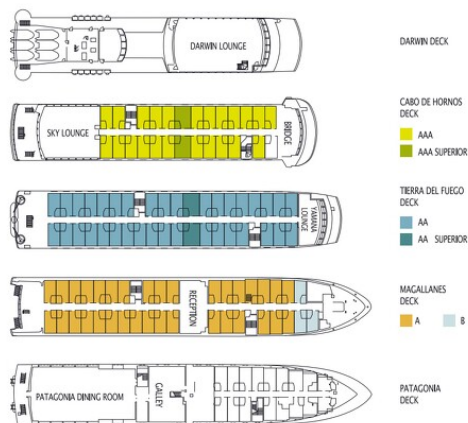 DARWIN LOUNGE
DARWIN DECK
CABO DE HORNOS
DECK
AAA
AAA SUPERIOR
SKY LOUNGE
BRIDGE
TIERRA DEL FUEGO
DECK
AA
AA SUPERIOR
YAMANA
LOUNGE
MAGALLANES
DECK
A B
RECEPTION
PATAGONIA DINING ROOM
GALLEY
PATAGONIA
DECK